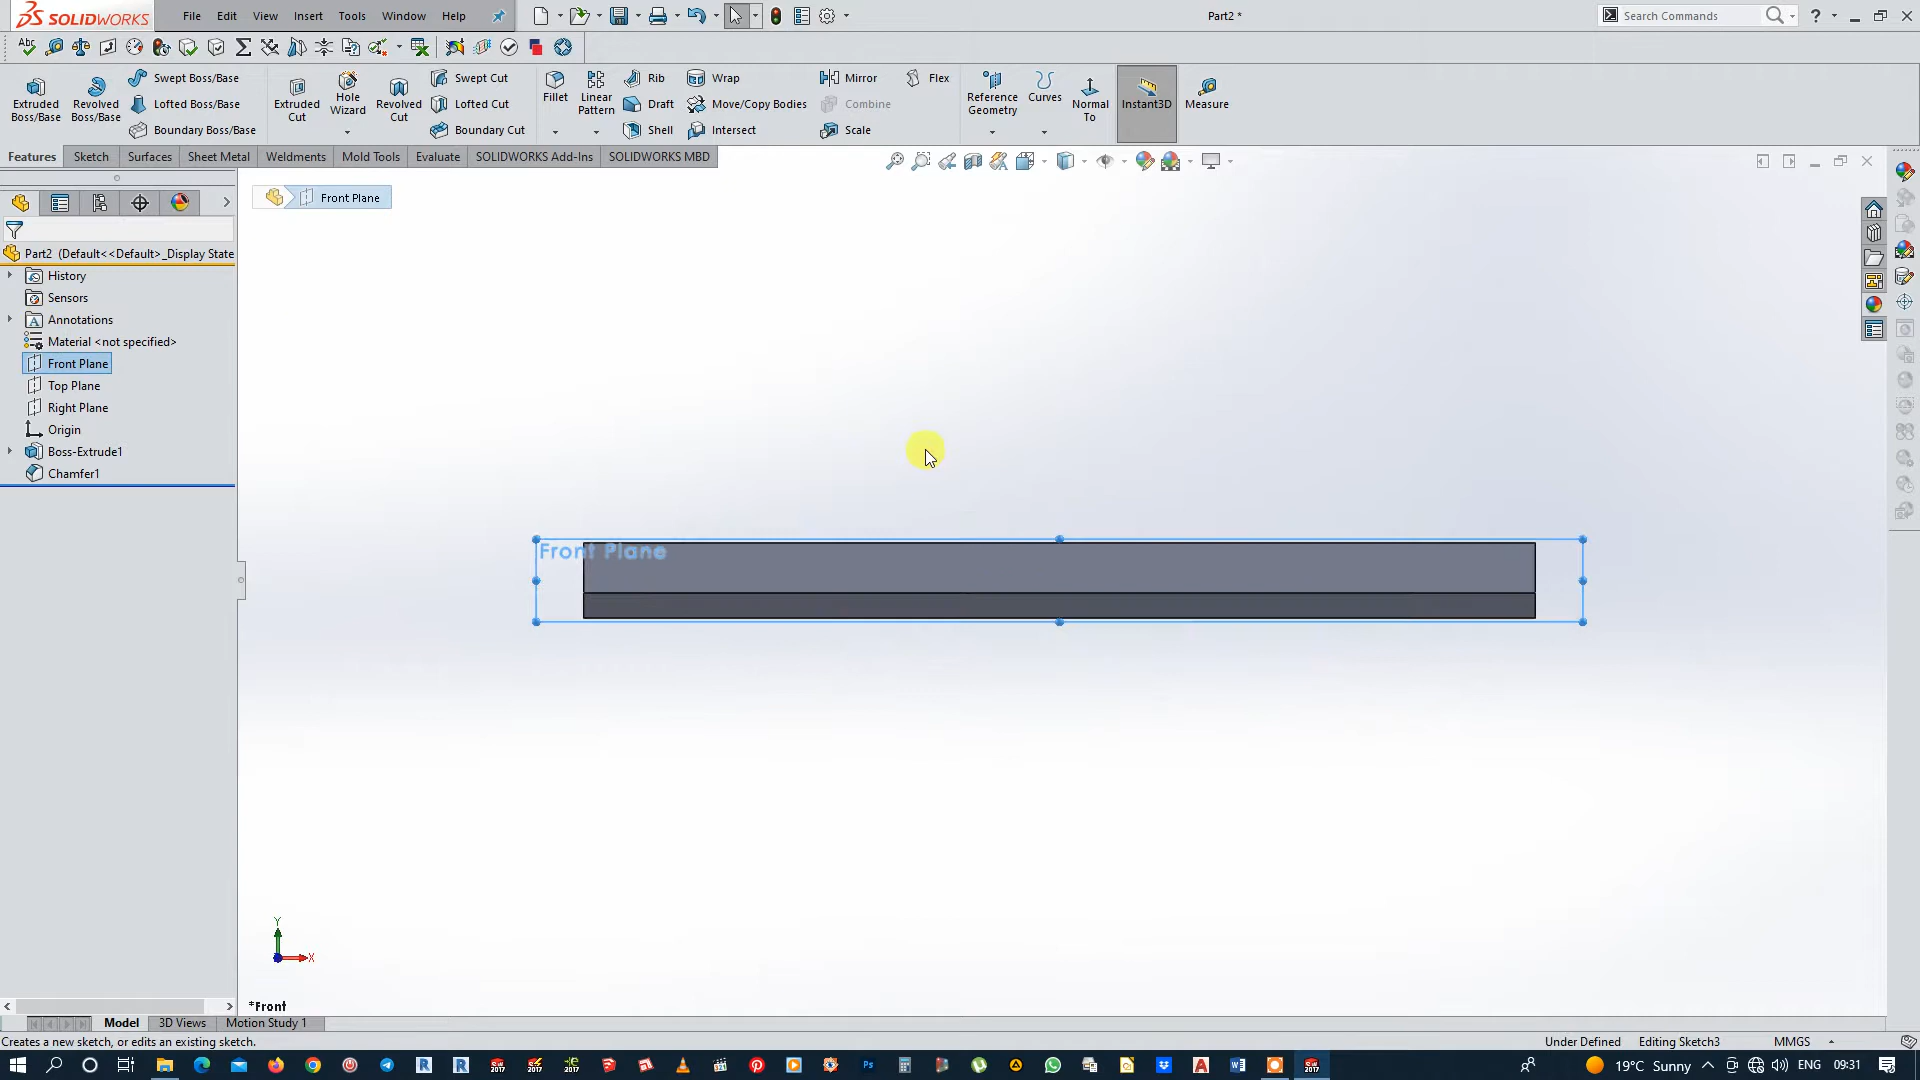 SOLIDWORKS File Edit View Insert Tools Window Help Part2 * Search Commands
Extruded Boss/Base
Revolved Boss/Base
Swept Boss/Base
Lofted Boss/Base
Boundary Boss/Base
Extruded Cut
Hole Wizard
Revolved Cut
Swept Cut
Lofted Cut
Boundary Cut
Fillet
Linear Pattern
Rib
Draft
Shell
Wrap
Move/Copy Bodies
Intersect
Mirror
Combine
Scale
Flex
Reference Geometry
Curves
Normal To
Instant3D
Measure
Features Sketch Surfaces Sheet Metal Weldments Mold Tools Evaluate SOLIDWORKS Add-Ins SOLIDWORKS MBD
Front Plane
Part2 (Default<<Default>_Display State
History
Sensors
Annotations
Material <not specified>
Front Plane
Top Plane
Right Plane
Origin
Boss-Extrude1
Chamfer1
Front Plane
Y
X
*Front
Model 3D Views Motion Study 1
Creates a new sketch, or edits an existing sketch. Under Defined Editing Sketch3 MMGS
19°C Sunny ENG 09:31